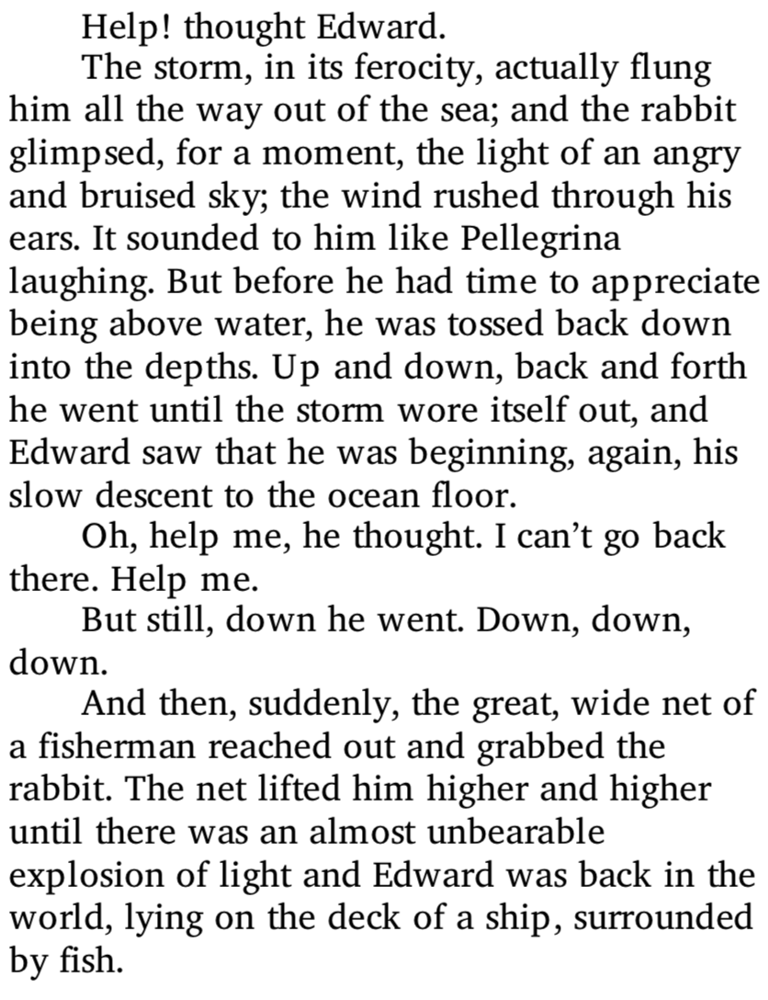 Help! thought Edward.
The storm, in its ferocity, actually flung
him all the way out of the sea; and the rabbit
glimpsed, for a moment, the light of an angry
and bruised sky; the wind rushed through his
ears. It sounded to him like Pellegrina
laughing. But before he had time to appreciate
being above water, he was tossed back down
into the depths. Up and down, back and forth
he went until the storm wore itself out, and
Edward saw that he was beginning, again, his
slow descent to the ocean floor.
Oh, help me, he thought. I can’t go back
there. Help me.
But still, down he went. Down, down,
down.
And then, suddenly, the great, wide net of
a fisherman reached out and grabbed the
rabbit. The net lifted him higher and higher
until there was an almost unbearable
explosion of light and Edward was back in the
world, lying on the deck of a ship, surrounded
by fish.